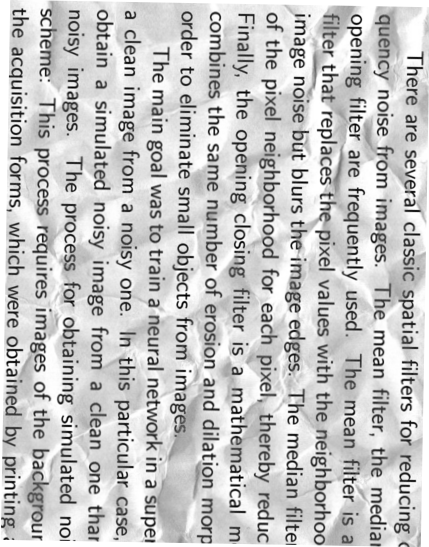 There are several classic spatial filters for reducing
quency noise from images. The mean filter, the median
opening filter are frequently used. The mean filter is a
filter that replaces the pixel values with the neighborhoo
image noise but blurs the image edges. The median filte
of the pixel neighborhood for each pixel, thereby reduc
Finally, the opening closing filter is a mathematical m
combines the same number of erosion and dilation morp
order to eliminate small objects from images.
The main goal was to train a neural network in a super
a clean image from a noisy one. In this particular case,
obtain a simulated noisy image from a clean one than
noisy images. The process for obtaining simulated noi
scheme: This process requires images of the backgroun
the acquisition forms, which were obtained by printing